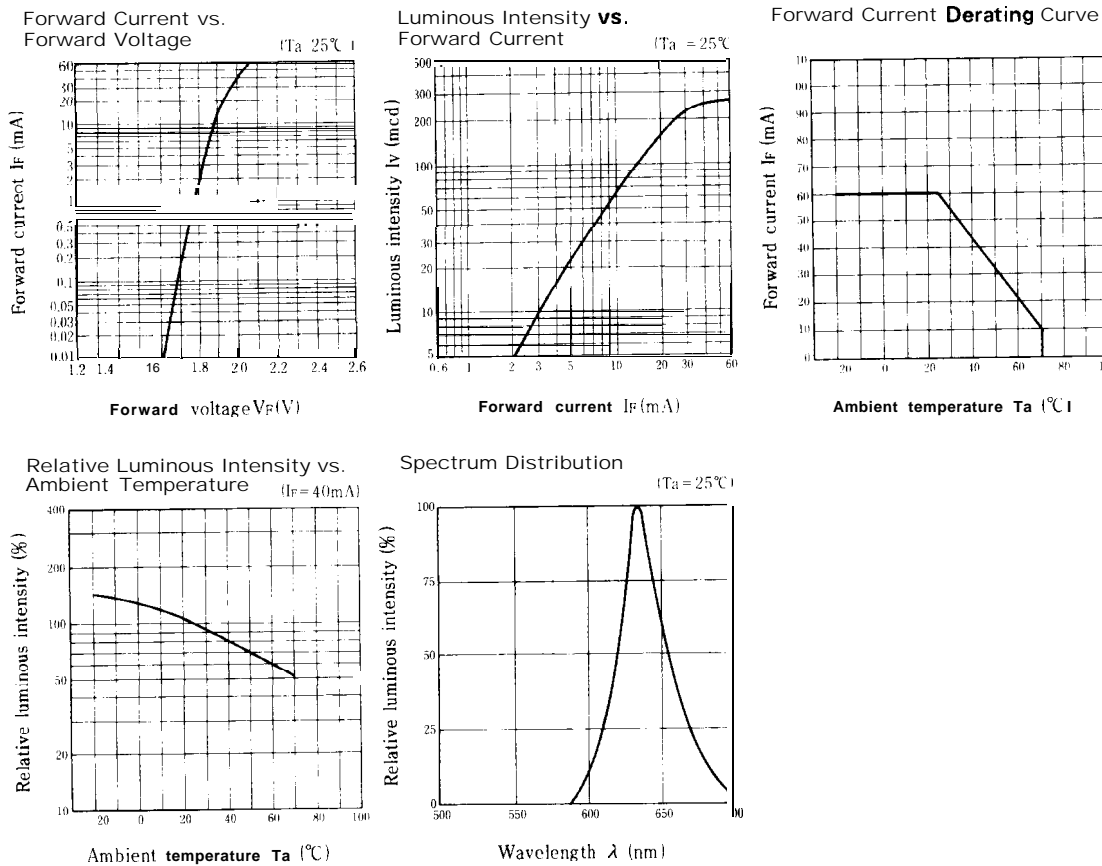 Forward Current vs.
Forward Voltage
(Ta 25℃)
60
30
20
10
5
3
2
1
0.5
0.3
0.2
0.1
0.05
0.03
0.02
0.01
1.2 1.4 16 1.8 2.0 2.2 2.4 2.6
Forward current IF (mA)
Forward voltage VF(V)
Luminous Intensity vs.
Forward Current
(Ta = 25℃
500
300
200
100
50
30
20
10
5
0.6 1 2 3 5 10 20 30 60
Luminous intensity IV (mcd)
Forward current IF(mA)
Forward Current Derating Curve
80
70
60
50
40
30
20
10
0
20 0 20 40 60 80
Forward current IF (mA)
Ambient temperature Ta (℃
Relative Luminous Intensity vs.
Ambient Temperature
(IF=40mA)
400
200
100
50
20
10
20 0 20 40 60 80 100
Relative luminous intensity (%)
Ambient temperature Ta (℃)
Spectrum Distribution
(Ta=25℃)
100
75
50
25
0
500 550 600 650
Relative luminous intensity (%)
Wavelength λ (nm)